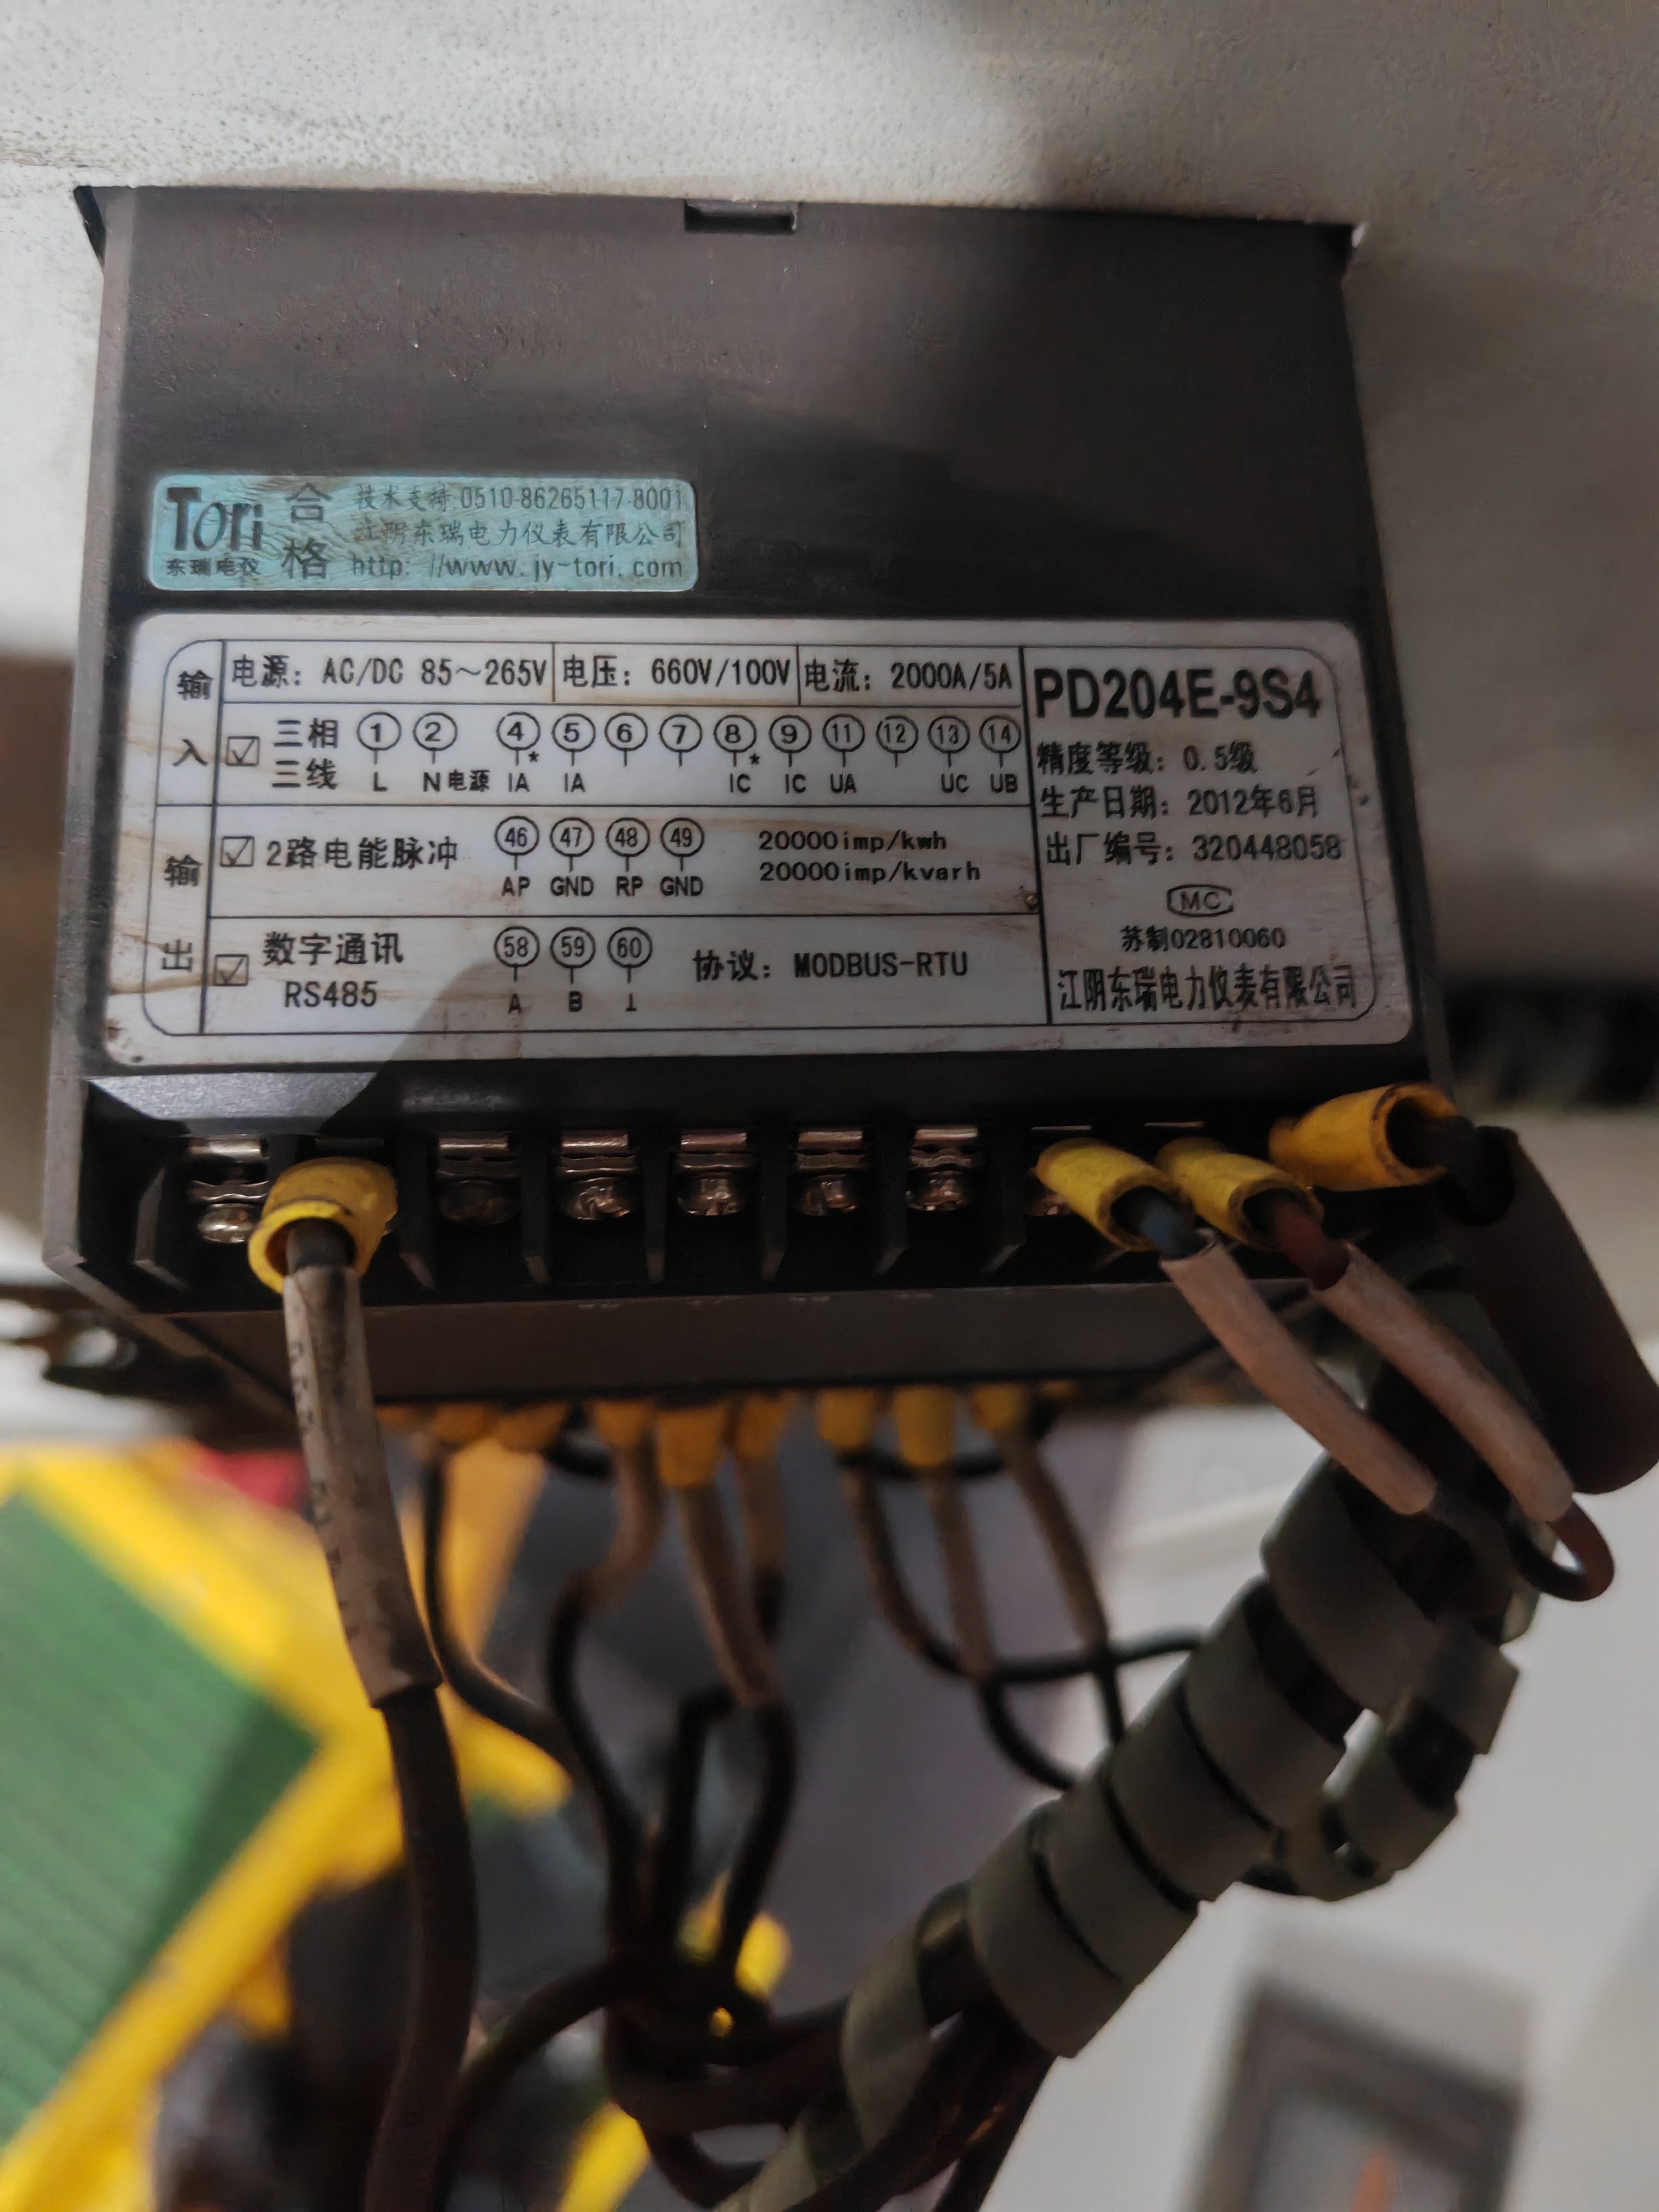 Tori 合格 技术支持:0510-86265117-8001
东瑞电仪 江阴东瑞电力仪表有限公司
http: //www.jy-tori.com
输入
电源: AC/DC 85～265V 电压: 660V/100V 电流: 2000A/5A
☑ 三相三线 ① ② ④ ⑤ ⑥ ⑦ ⑧ ⑨ ⑪ ⑫ ⑬ ⑭
L N 电源 IA* IA IC* IC UA UC UB
输出
☑ 2路电能脉冲 ㊻ ㊼ ㊽ ㊾
AP GND RP GND
20000imp/kwh
20000imp/kvarh
☑ 数字通讯
RS485
58 59 60
A B ⊥
协议: MODBUS-RTU
PD204E-9S4
精度等级: 0.5级
生产日期: 2012年6月
出厂编号: 320448058
MC
苏制02810060
江阴东瑞电力仪表有限公司